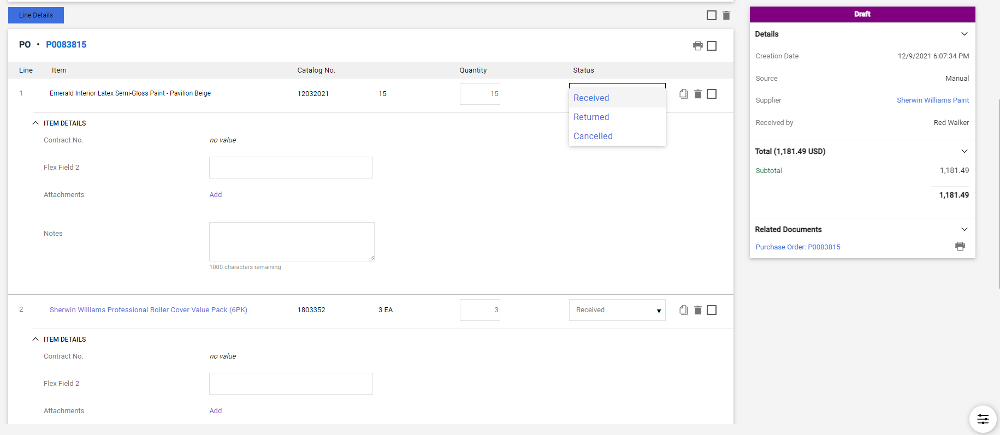 Line Details
PO • P0083815
Line Item Catalog No. Quantity Status
1 Emerald Interior Latex Semi-Gloss Paint - Pavilion Beige 12032021 15 15
Received
Returned
Cancelled
ITEM DETAILS
Contract No. no value
Flex Field 2
Attachments Add
Notes
1000 characters remaining
2 Sherwin Williams Professional Roller Cover Value Pack (6PK) 1803352 3 EA 3 Received
ITEM DETAILS
Contract No. no value
Flex Field 2
Attachments Add
Draft
Details
Creation Date 12/9/2021 6:07:34 PM
Source Manual
Supplier Sherwin Williams Paint
Received by Red Walker
Total (1,181.49 USD)
Subtotal 1,181.49
1,181.49
Related Documents
Purchase Order: P0083815